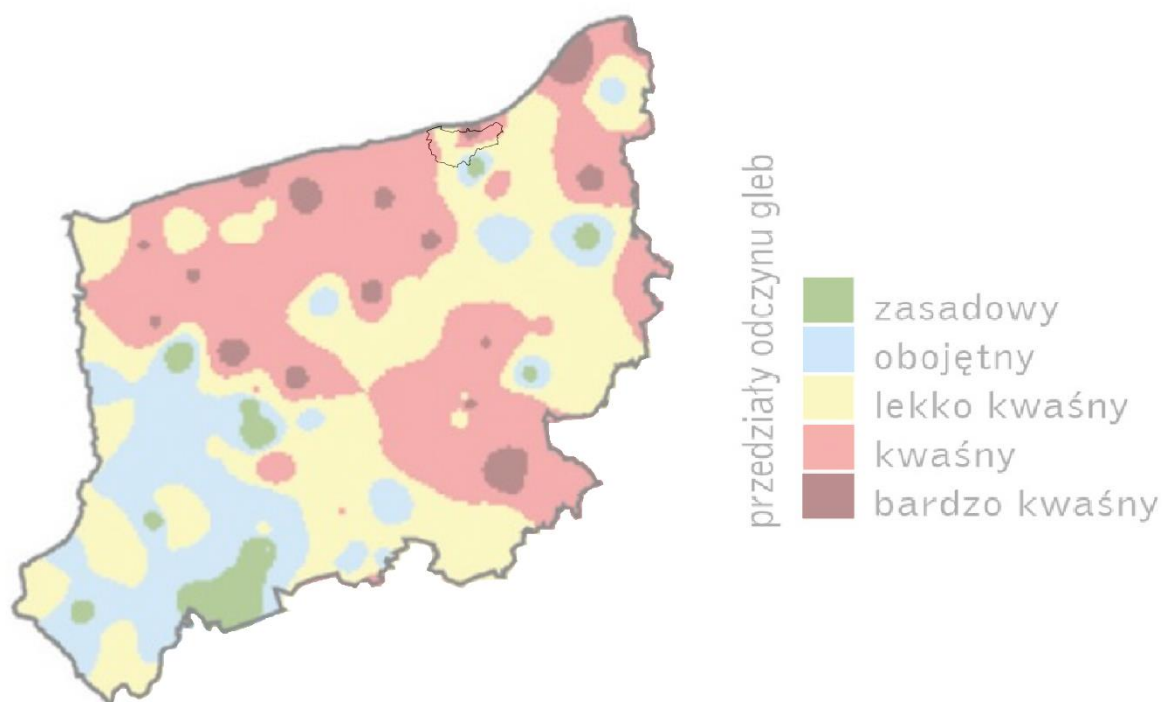 przedziały odczynu gleb
zasadowy
obojętny
lekko kwaśny
kwaśny
bardzo kwaśny